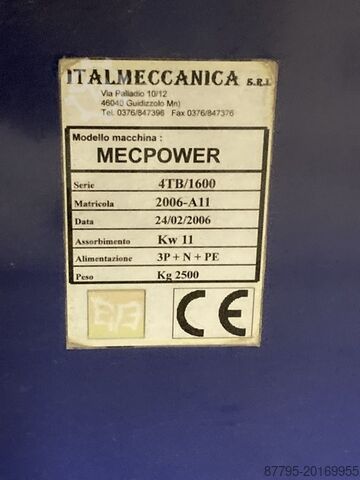 ITALMECCANICA S.R.L
Via Palladio 10/12
46040 Guidizzolo Mn)
Tel. 0376/847396 Fax 0376/847376
Modello macchina :
MECPOWER
Serie 4TB/1600
Matricola 2006-A11
Data 24/02/2006
Assorbimento Kw 11
Alimentazione 3P + N + PE
Peso Kg 2500
CE
87795-20169955